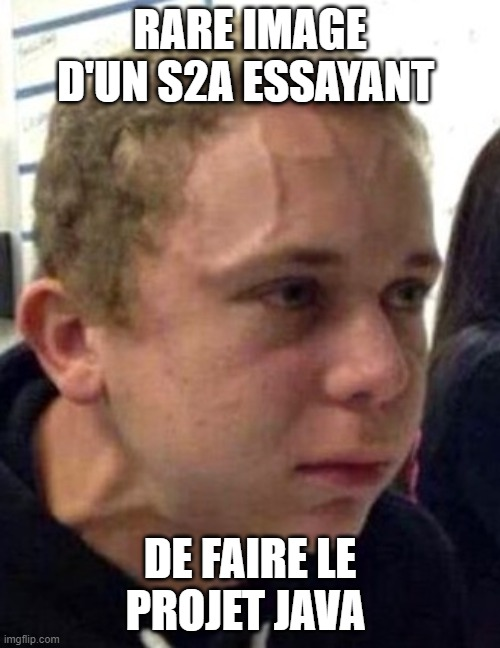 RARE IMAGE
D'UN S2A ESSAYANT
DE FAIRE LE
PROJET JAVA
imgflip.com